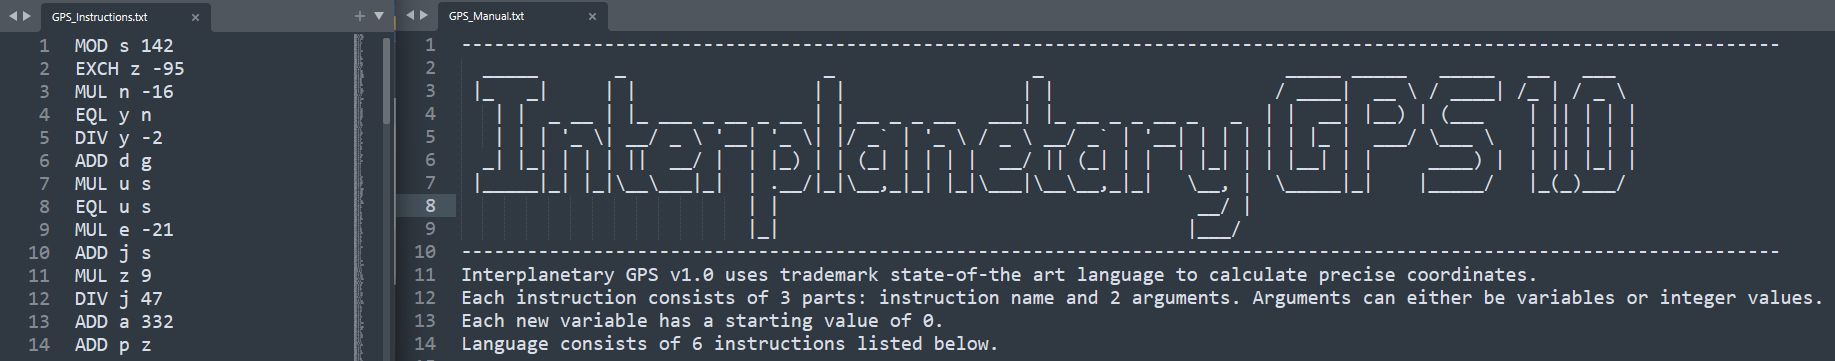 GPS_Instructions.txt
1 MOD s 142
2 EXCH z -95
3 MUL n -16
4 EQL y n
5 DIV y -2
6 ADD d g
7 MUL u s
8 EQL u s
9 MUL e -21
10 ADD j s
11 MUL z 9
12 DIV j 47
13 ADD a 332
14 ADD p z
GPS_Manual.txt
1
2
3
4
5
6
7
8
9
Interplanetary GPS 1.0
10
11 Interplanetary GPS v1.0 uses trademark state-of-the art language to calculate precise coordinates.
12 Each instruction consists of 3 parts: instruction name and 2 arguments. Arguments can either be variables or integer values.
13 Each new variable has a starting value of 0.
14 Language consists of 6 instructions listed below.